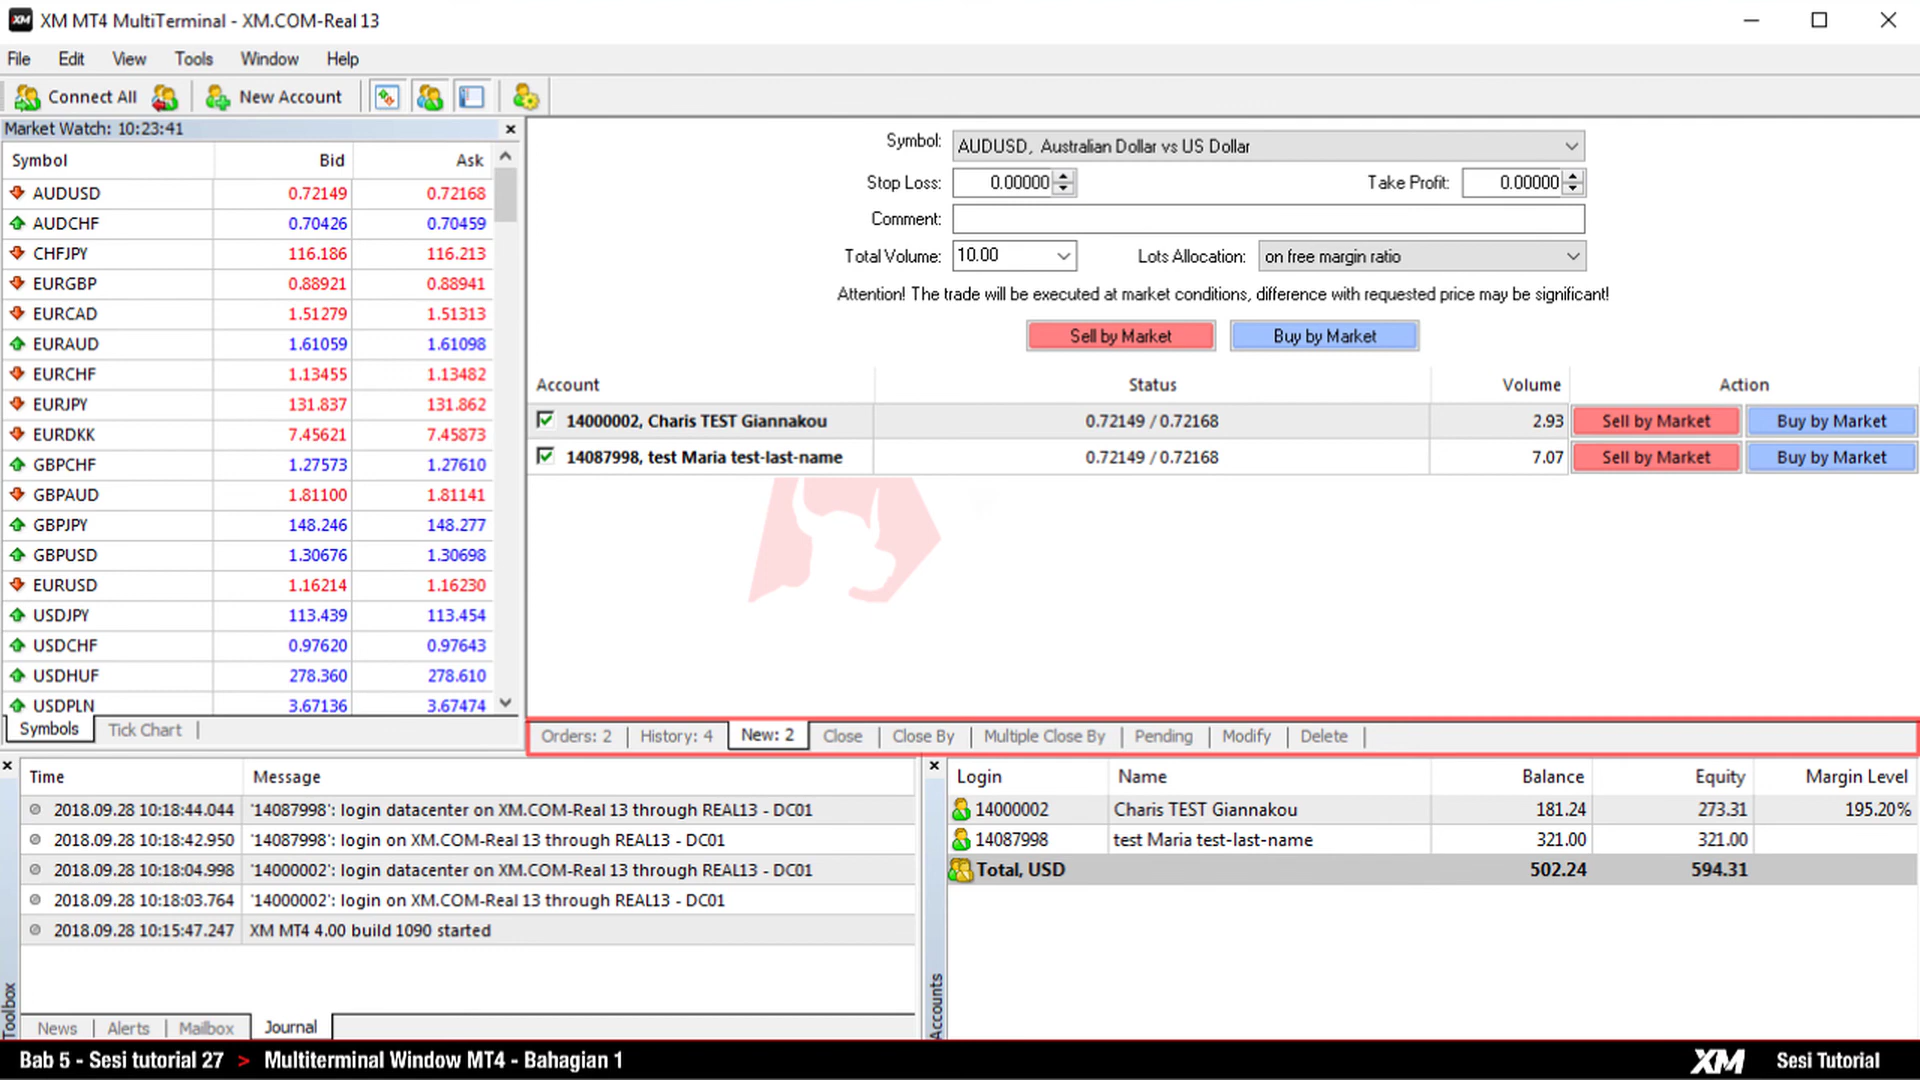 XM XM MT4 MultiTerminal - XM.COM-Real 13
File Edit View Tools Window Help
Connect All New Account
Market Watch: 10:23:41
Symbol Bid Ask
AUDUSD 0.72149 0.72168
AUDCHF 0.70426 0.70459
CHFJPY 116.186 116.213
EURGBP 0.88921 0.88941
EURCAD 1.51279 1.51313
EURAUD 1.61059 1.61098
EURCHF 1.13455 1.13482
EURJPY 131.837 131.862
EURDKK 7.45621 7.45873
GBPCHF 1.27573 1.27610
GBPAUD 1.81100 1.81141
GBPJPY 148.246 148.277
GBPUSD 1.30676 1.30698
EURUSD 1.16214 1.16230
USDJPY 113.439 113.454
USDCHF 0.97620 0.97643
USDHUF 278.360 278.610
USDPLN 3.67136 3.67474
Symbols Tick Chart
Symbol: AUDUSD, Australian Dollar vs US Dollar
Stop Loss: 0.00000 Take Profit: 0.00000
Comment:
Total Volume: 10.00 Lots Allocation: on free margin ratio
Attention! The trade will be executed at market conditions, difference with requested price may be significant!
Sell by Market Buy by Market
Account Status Volume Action
14000002, Charis TEST Giannakou 0.72149 / 0.72168 2.93 Sell by Market Buy by Market
14087998, test Maria test-last-name 0.72149 / 0.72168 7.07 Sell by Market Buy by Market
Orders: 2 History: 4 New: 2 Close Close By Multiple Close By Pending Modify Delete
Time Message
2018.09.28 10:18:44.044 '14087998': login datacenter on XM.COM-Real 13 through REAL13 - DC01
2018.09.28 10:18:42.950 '14087998': login on XM.COM-Real 13 through REAL13 - DC01
2018.09.28 10:18:04.998 '14000002': login datacenter on XM.COM-Real 13 through REAL13 - DC01
2018.09.28 10:18:03.764 '14000002': login on XM.COM-Real 13 through REAL13 - DC01
2018.09.28 10:15:47.247 XM MT4 4.00 build 1090 started
Toolbox
News Alerts Mailbox Journal
Login Name Balance Equity Margin Level
14000002 Charis TEST Giannakou 181.24 273.31 195.20%
14087998 test Maria test-last-name 321.00 321.00
Total, USD 502.24 594.31
Accounts
Bab 5 - Sesi tutorial 27 > Multiterminal Window MT4 - Bahagian 1
XM Sesi Tutorial